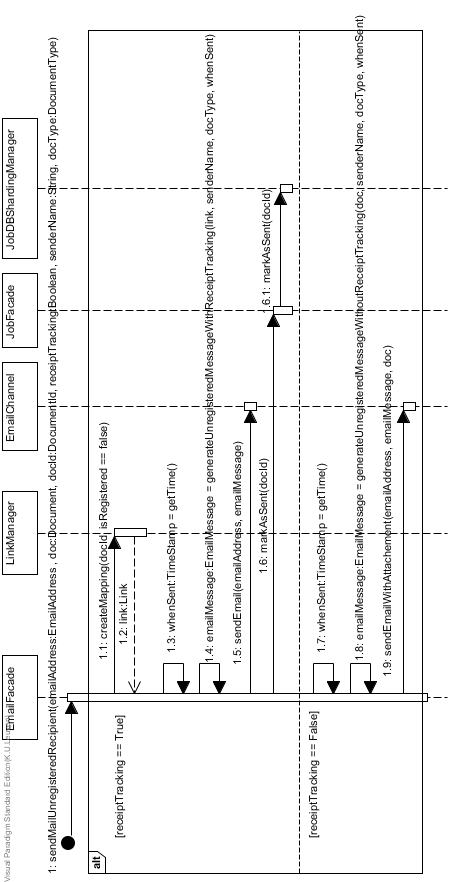 Visual Paradigm Standard Edition(K.U.Le
EmailFacade
LinkManager
EmailChannel
JobFacade
JobDBShardingManager
1: sendMailUnregisteredRecipient(emailAddress:EmailAddress , doc:Document, docId:DocumentId, receiptTracking:Boolean, senderName:String, docType:DocumentType)
alt
[receiptTracking == True]
1.1: createMapping(docId, isRegistered == false)
1.2: link:Link
1.3: whenSent:TimeStamp = getTime()
1.4: emailMessage:EmailMessage = generateUnregisteredMessageWithReceiptTracking(link, senderName, docType, whenSent)
1.5: sendEmail(emailAddress, emailMessage)
1.6: markAsSent(docId)
1.6.1: markAsSent(docId)
[receiptTracking == False]
1.7: whenSent:TimeStamp = getTime()
1.8: emailMessage:EmailMessage = generateUnregisteredMessageWithoutReceiptTracking(doc, senderName, docType, whenSent)
1.9: sendEmailWithAttachement(emailAddress, emailMessage, doc)